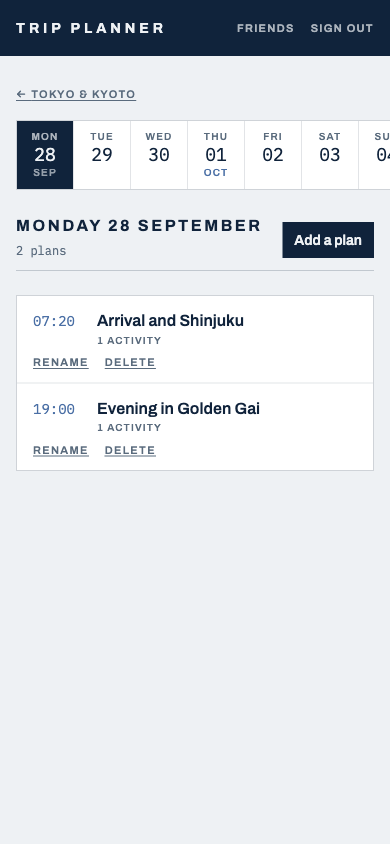 TRIP PLANNER FRIENDS SIGN OUT
← TOKYO & KYOTO
MON TUE WED THU FRI SAT
28 29 30 01 02 03
SEP OCT
MONDAY 28 SEPTEMBER
2 plans
Add a plan
07:20 Arrival and Shinjuku
1 ACTIVITY
RENAME DELETE
19:00 Evening in Golden Gai
1 ACTIVITY
RENAME DELETE